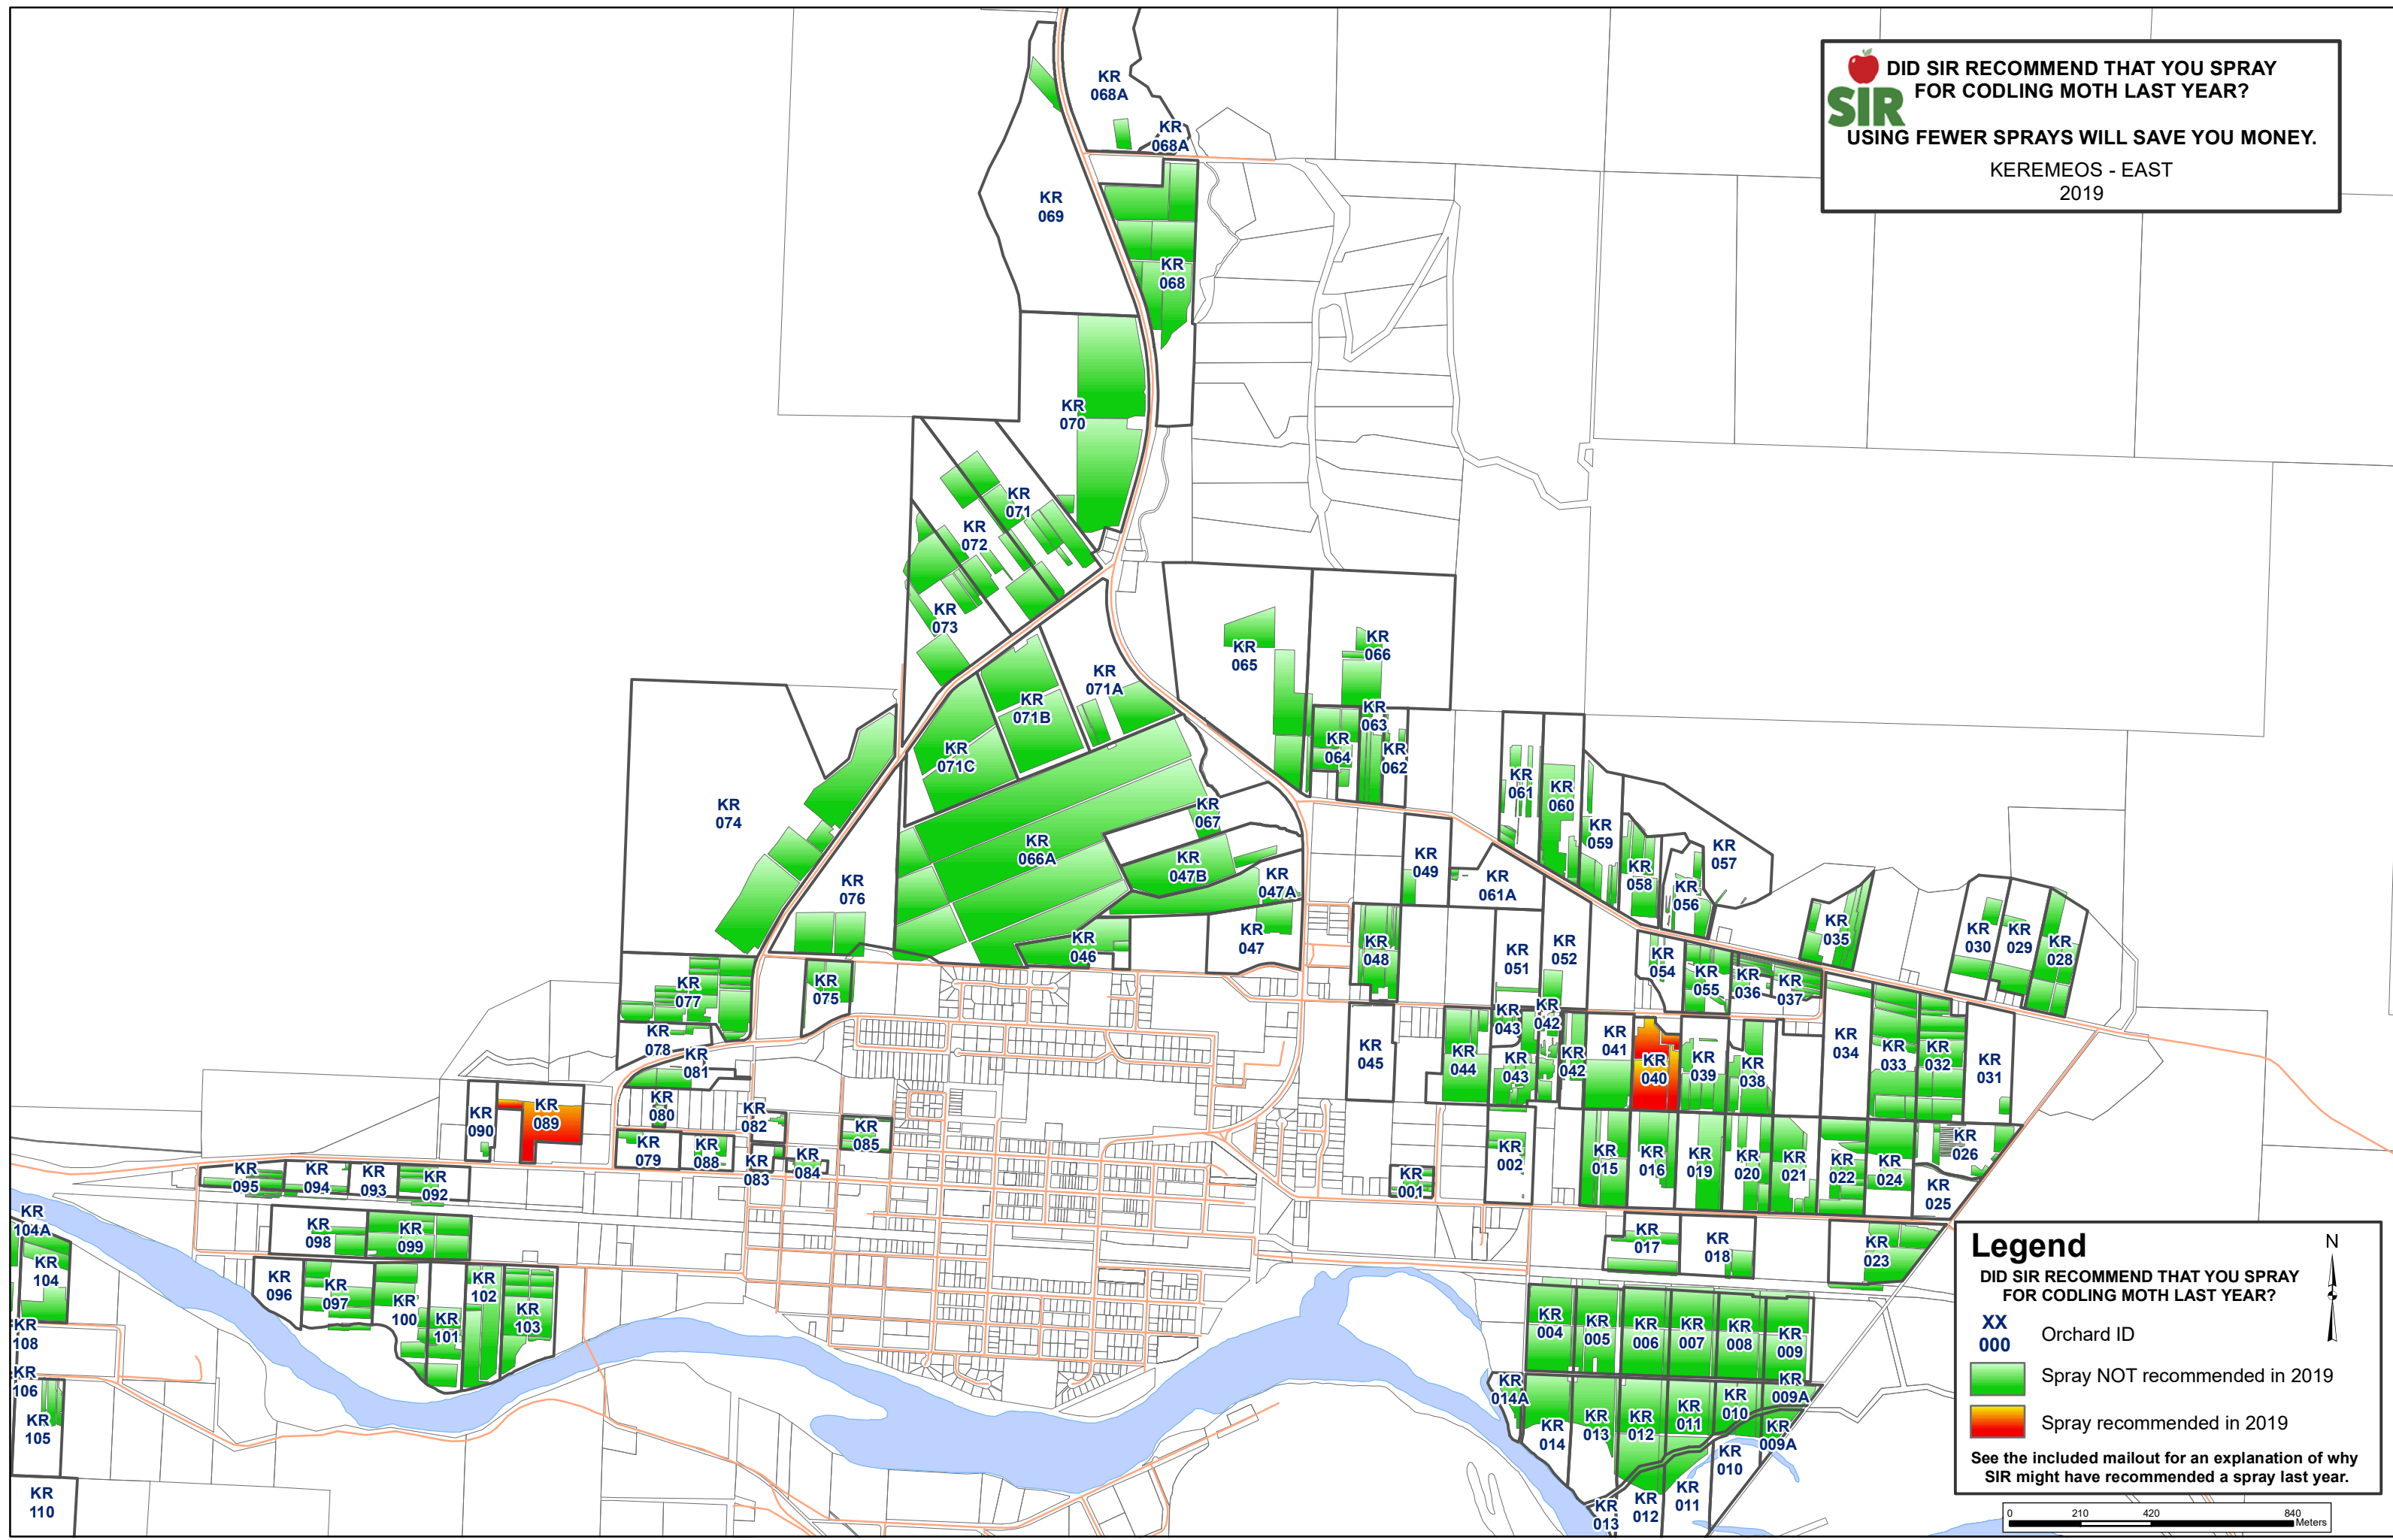 SIR
DID SIR RECOMMEND THAT YOU SPRAY
FOR CODLING MOTH LAST YEAR?
USING FEWER SPRAYS WILL SAVE YOU MONEY.
KEREMEOS - EAST
2019
KR
068A
KR
068A
KR
069
KR
068
KR
070
KR
071
KR
072
KR
073
KR
065
KR
066
KR
071A
KR
071B
KR
071C
KR
063
KR
064
KR
062
KR
061
KR
060
KR
059
KR
074
KR
067
KR
066A
KR
047B
KR
047A
KR
049
KR
061A
KR
058
KR
057
KR
056
KR
076
KR
035
KR
030
KR
029
KR
028
KR
046
KR
047
KR
048
KR
051
KR
052
KR
054
KR
055
KR
036
KR
037
KR
077
KR
075
KR
078
KR
081
KR
045
KR
044
KR
043
KR
043
KR
042
KR
042
KR
041
KR
040
KR
039
KR
038
KR
034
KR
033
KR
032
KR
031
KR
090
KR
089
KR
080
KR
079
KR
088
KR
082
KR
083
KR
084
KR
085
KR
001
KR
002
KR
015
KR
016
KR
019
KR
020
KR
021
KR
022
KR
024
KR
026
KR
025
KR
095
KR
094
KR
093
KR
092
KR
104A
KR
104
KR
098
KR
099
KR
017
KR
018
KR
023
KR
096
KR
097
KR
100
KR
101
KR
102
KR
103
KR
108
KR
106
KR
105
KR
110
KR
004
KR
005
KR
006
KR
007
KR
008
KR
009
KR
014A
KR
014
KR
013
KR
012
KR
011
KR
010
KR
009A
KR
009A
KR
010
KR
011
KR
012
KR
013
Legend
N
DID SIR RECOMMEND THAT YOU SPRAY
FOR CODLING MOTH LAST YEAR?
XX
000
Orchard ID
Spray NOT recommended in 2019
Spray recommended in 2019
See the included mailout for an explanation of why
SIR might have recommended a spray last year.
0 210 420 840
Meters